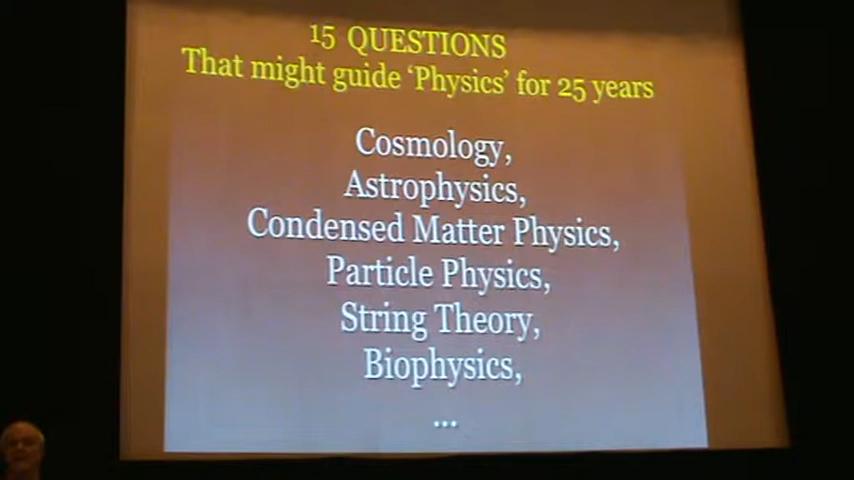 15 QUESTIONS
That might guide ‘Physics’ for 25 years
Cosmology,
Astrophysics,
Condensed Matter Physics,
Particle Physics,
String Theory,
Biophysics,
...